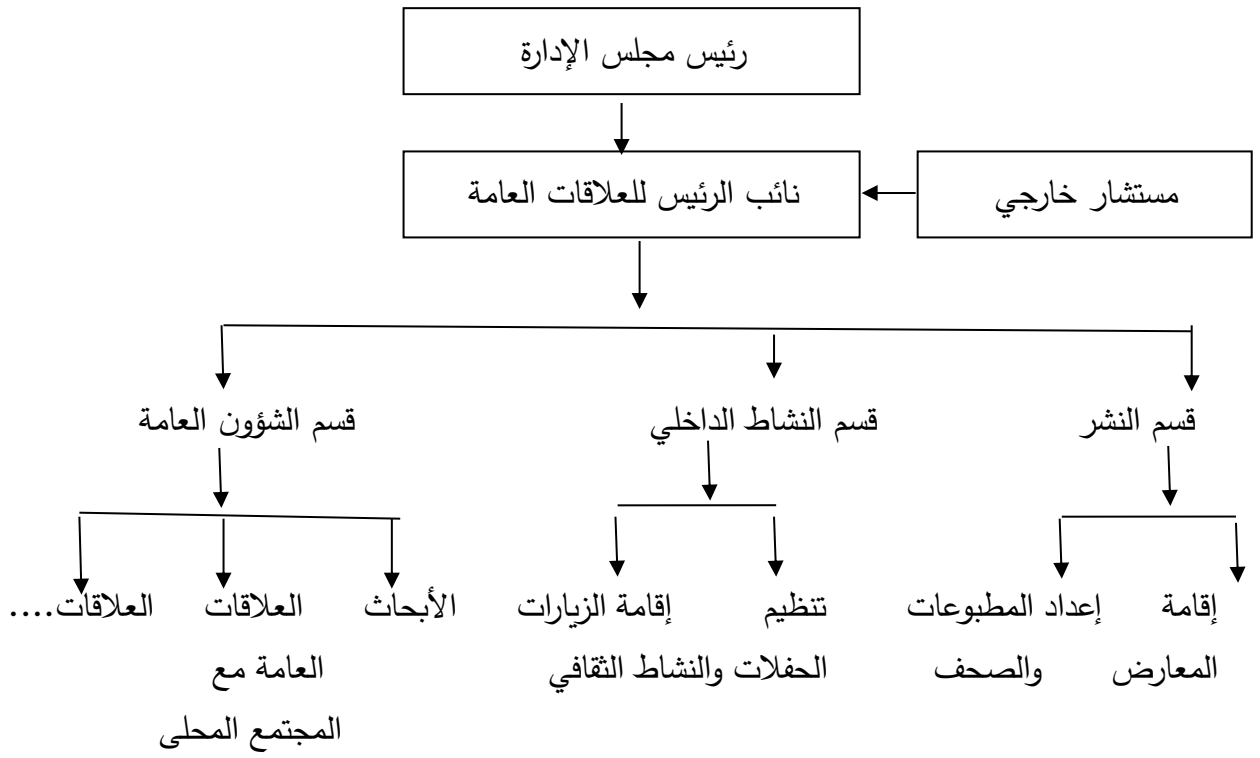 رئيس مجلس الإدارة
مستشار خارجي
نائب الرئيس للعلاقات العامة
قسم النشر
قسم النشاط الداخلي
قسم الشؤون العامة
إقامة
إعداد المطبوعات
تنظيم
إقامة الزيارات
الأبحاث
العلاقات
العلاقات....
المعارض
والصحف
الحفلات والنشاط الثقافي
العامة مع
المجتمع المحلى